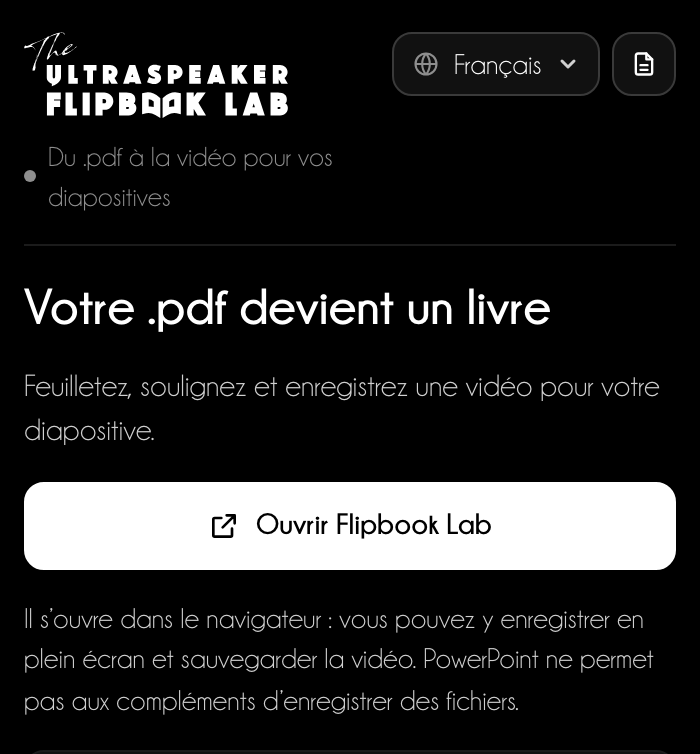 The
ULTRASPEAKER
FLIPBOOK LAB
Français
Du .pdf à la vidéo pour vos
diapositives
Votre .pdf devient un livre
Feuilletez, soulignez et enregistrez une vidéo pour votre
diapositive.
Ouvrir Flipbook Lab
Il s’ouvre dans le navigateur : vous pouvez y enregistrer en
plein écran et sauvegarder la vidéo. PowerPoint ne permet
pas aux compléments d’enregistrer des fichiers.